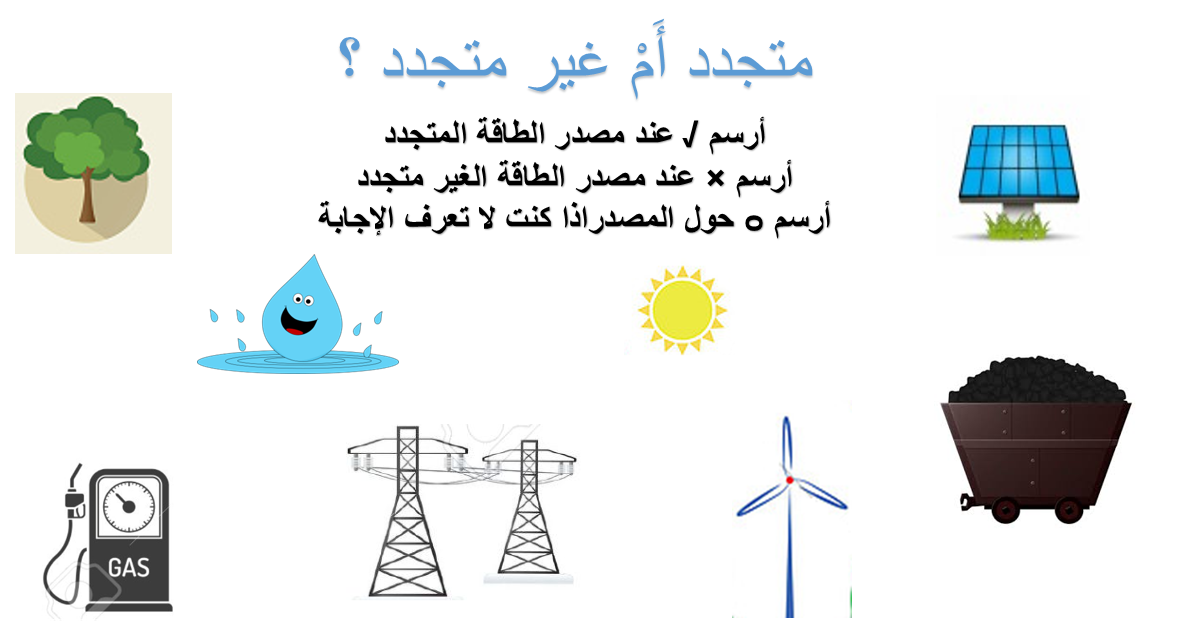 متجدد أَمْ غير متجدد ؟
أرسم √ عند مصدر الطاقة المتجدد
أرسم × عند مصدر الطاقة الغير متجدد
أرسم o حول المصدراذا كنت لا تعرف الإجابة
GAS